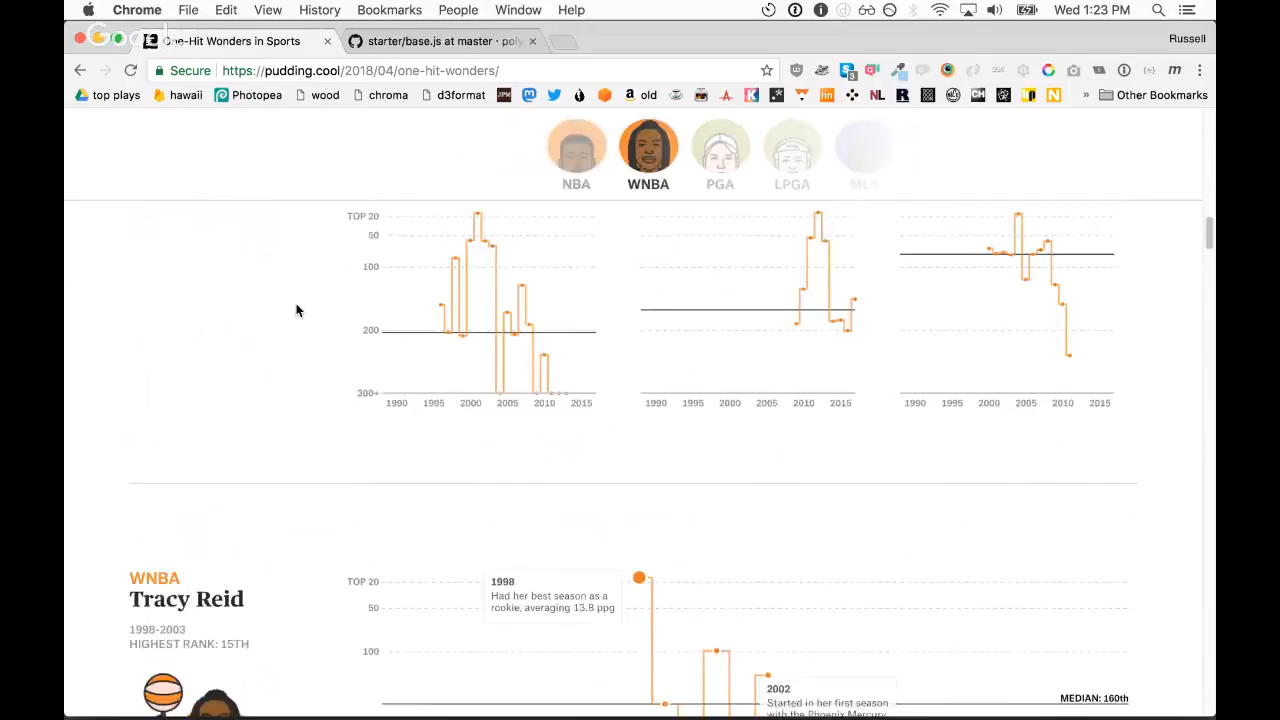 Chrome File Edit View History Bookmarks People Window Help Wed 1:23 PM
One-Hit Wonders in Sports starter/base.js at master · poly Russell
Secure https://pudding.cool/2018/04/one-hit-wonders/
top plays hawaii Photopea wood chroma d3format old Other Bookmarks
NBA WNBA PGA LPGA MLS
TOP 20
50
100
200
300+
1990 1995 2000 2005 2010 2015 1990 1995 2000 2005 2010 2015 1990 1995 2000 2005 2010 2015
WNBA
Tracy Reid
1998-2003
HIGHEST RANK: 15TH
TOP 20
50
100
1998
Had her best season as a
rookie, averaging 13.8 ppg
2002
Started in her first season
with the Phoenix Mercury
MEDIAN: 160th